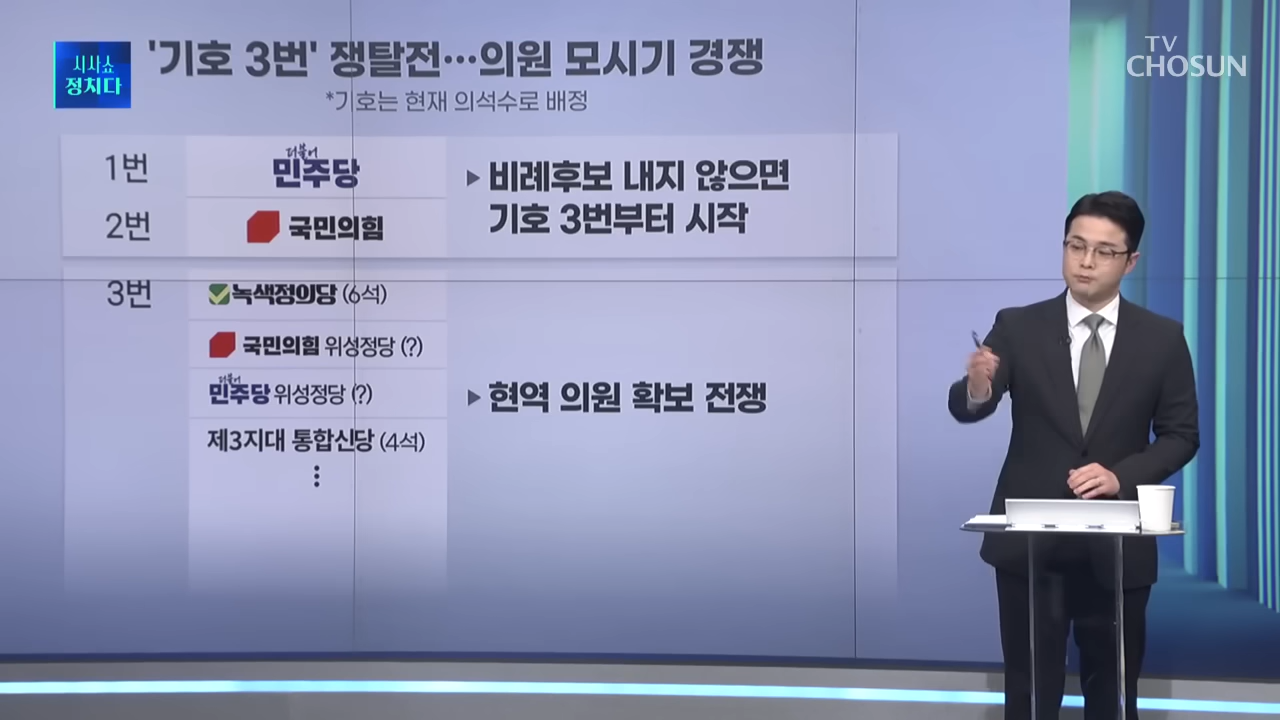 시사쇼
정치다
'기호 3번' 쟁탈전…의원 모시기 경쟁
*기호는 현재 의석수로 배정
TV
CHOSUN
1번
더불어
민주당
2번
국민의힘
▶비례후보 내지 않으면
기호 3번부터 시작
3번
녹색정의당 (6석)
국민의힘 위성정당 (?)
더불어
민주당 위성정당 (?)
제3지대 통합신당 (4석)
⋮
▶현역 의원 확보 전쟁